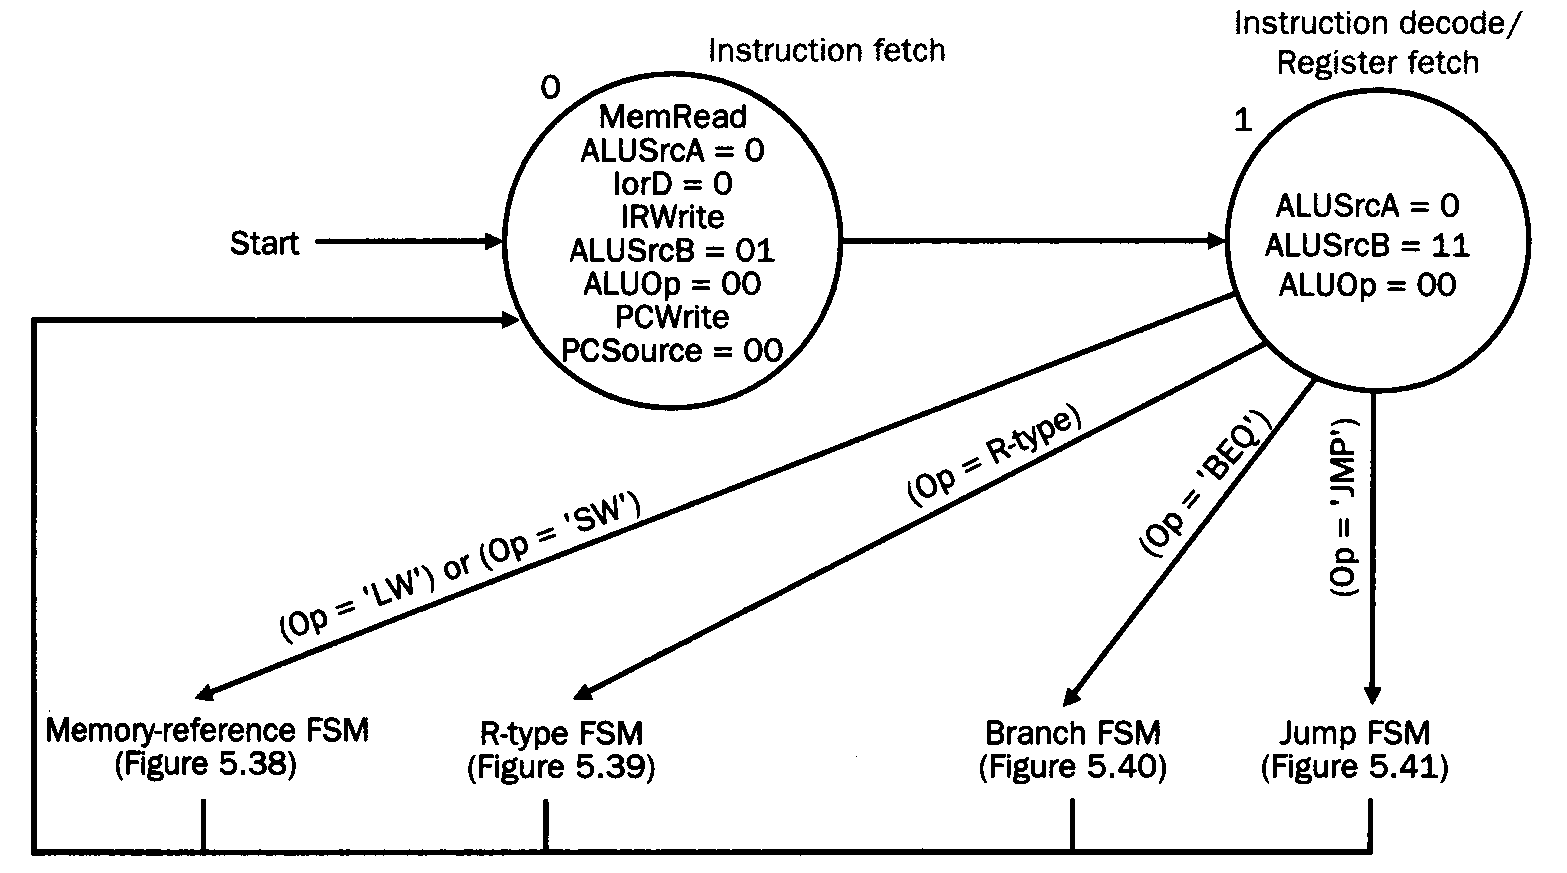 Instruction fetch
Instruction decode/
Register fetch
0
1
MemRead
ALUSrcA = 0
IorD = 0
IRWrite
ALUSrcB = 01
ALUOp = 00
PCWrite
PCSource = 00
Start
ALUSrcA = 0
ALUSrcB = 11
ALUOp = 00
(Op = 'LW') or (Op = 'SW')
(Op = R-type)
(Op = 'BEQ')
(Op = 'JMP')
Memory-reference FSM
(Figure 5.38)
R-type FSM
(Figure 5.39)
Branch FSM
(Figure 5.40)
Jump FSM
(Figure 5.41)